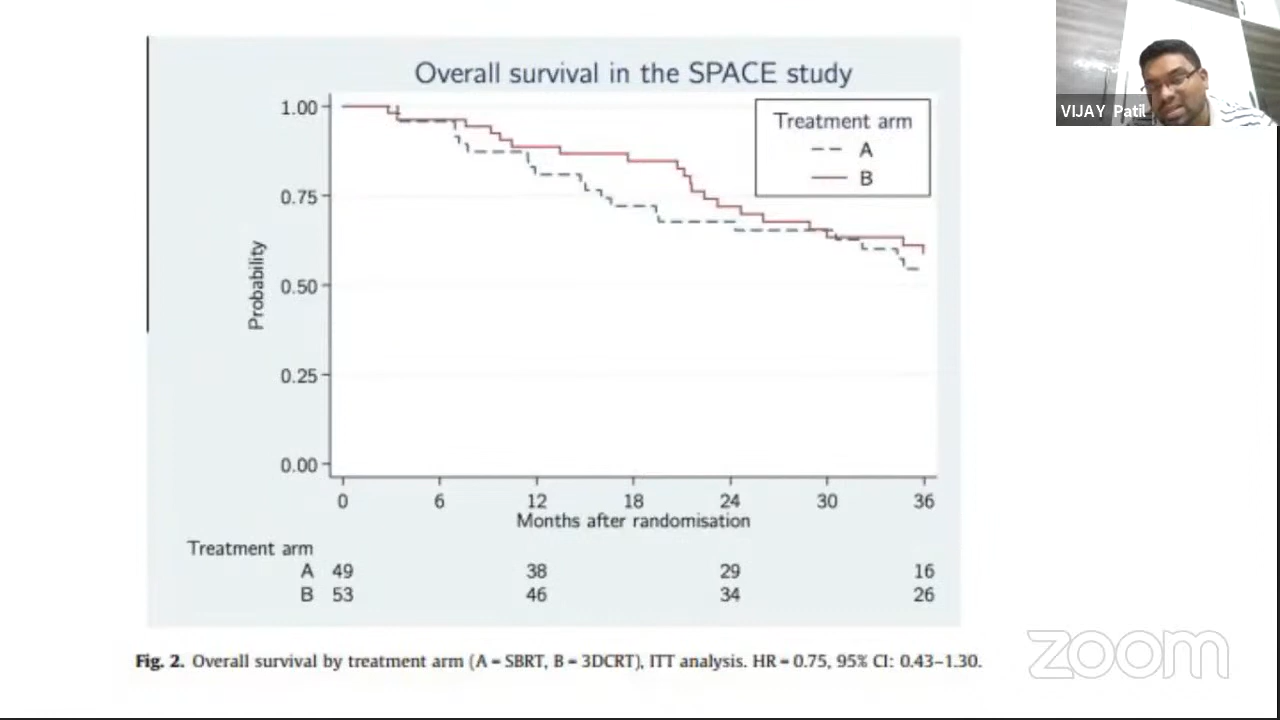 Overall survival in the SPACE study
VIJAY Patil
1.00
0.75
0.50
0.25
0.00
Probability
Treatment arm
A
B
0 6 12 18 24 30 36
Months after randomisation
Treatment arm
A 49 38 29 16
B 53 46 34 26
Fig. 2. Overall survival by treatment arm (A = SBRT, B = 3DCRT), ITT analysis. HR = 0.75, 95% CI: 0.43–1.30.
zoom